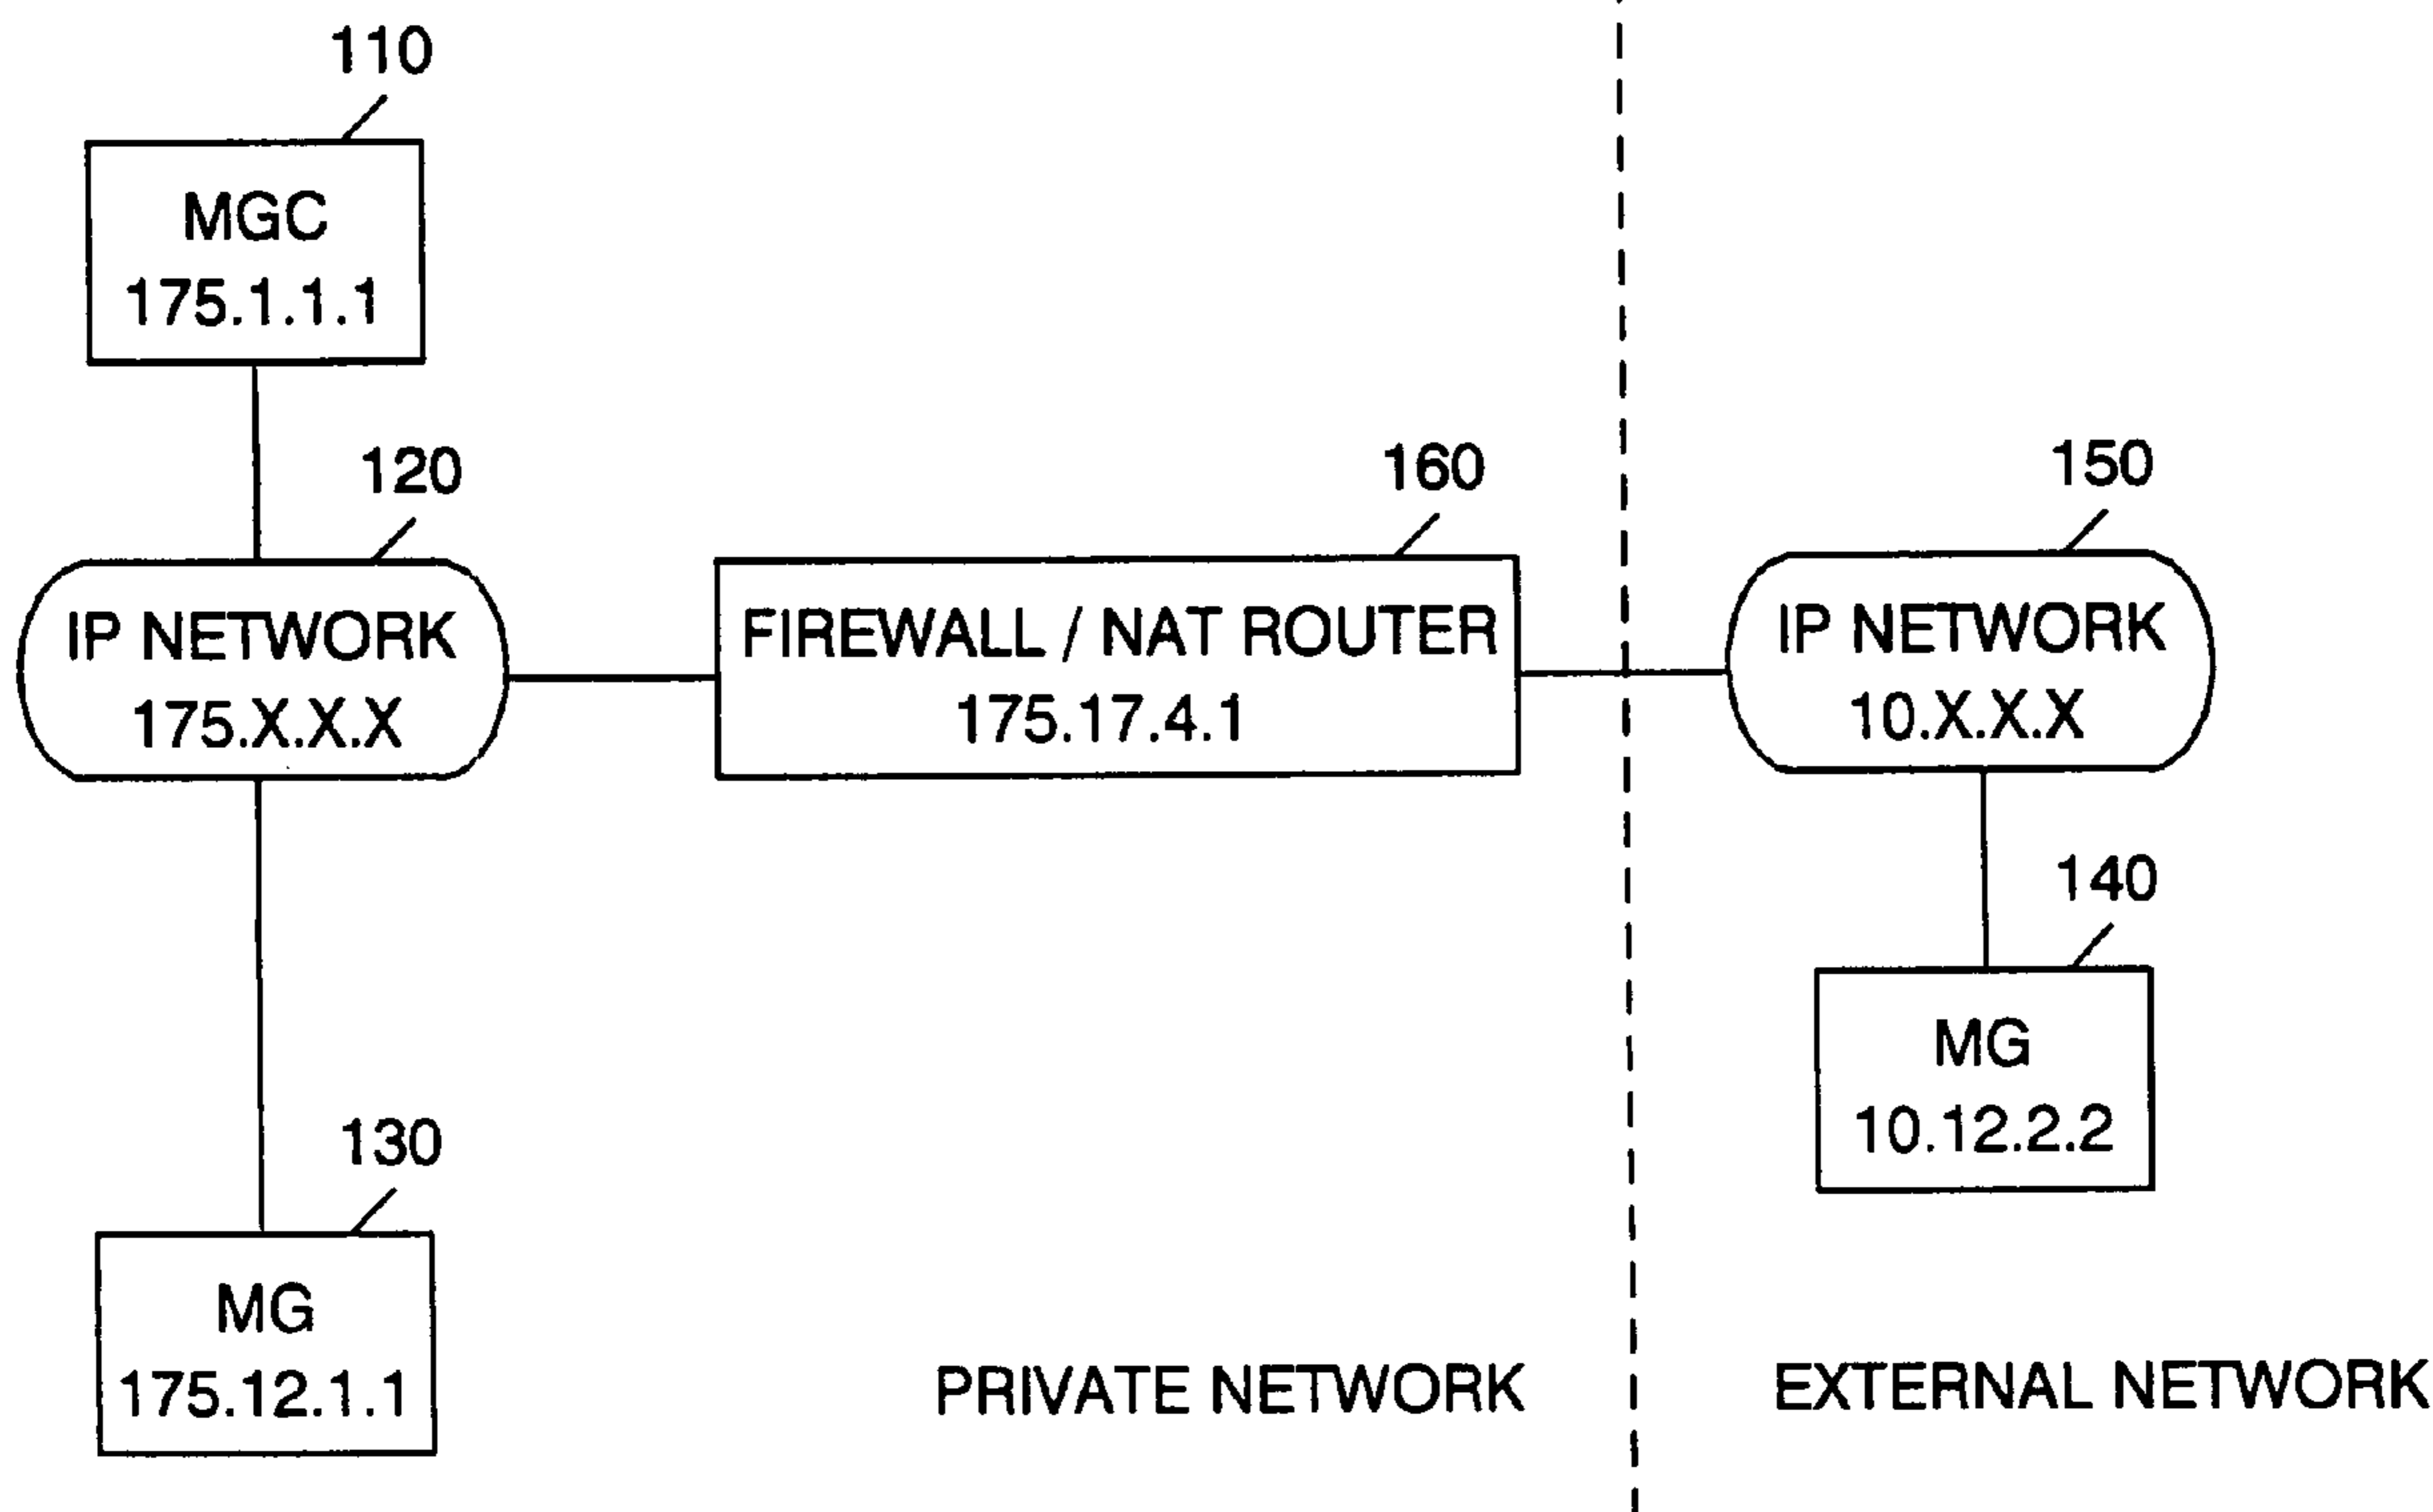 110
MGC
175.1.1.1
120
IP NETWORK
175.X.X.X
160
FIREWALL / NAT ROUTER
175.17.4.1
150
IP NETWORK
10.X.X.X
140
MG
10.12.2.2
130
MG
175.12.1.1
PRIVATE NETWORK
EXTERNAL NETWORK